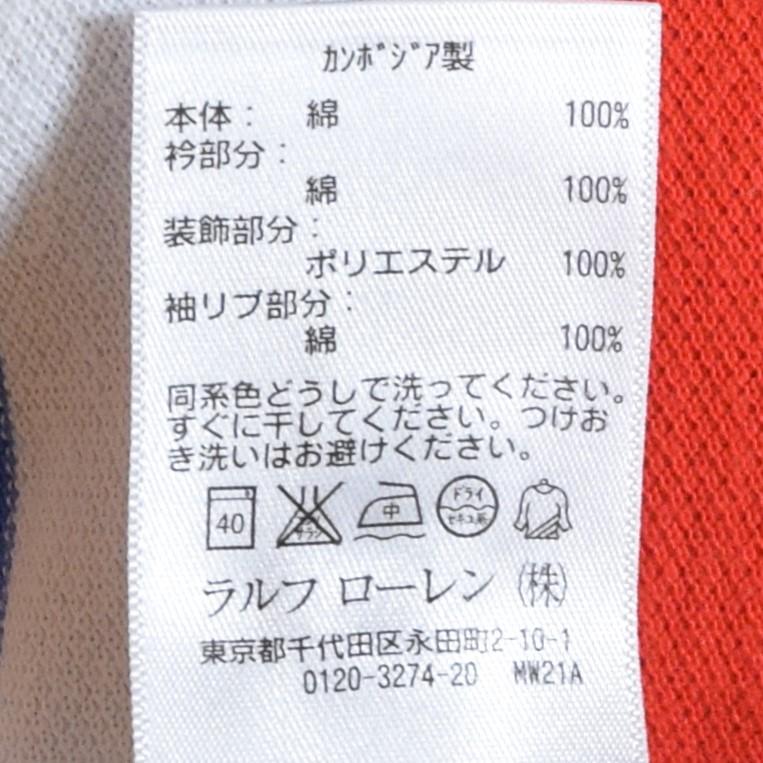 カンボジア製
本体： 綿 100%
衿部分：
綿 100%
装飾部分：
ポリエステル 100%
袖リブ部分：
綿 100%
同系色どうしで洗ってください。
すぐに干してください。つけお
き洗いはお避けください。
40 中 ドライ
ラルフ ローレン（株）
東京都千代田区永田町2-10-1
0120-3274-20 MW21A